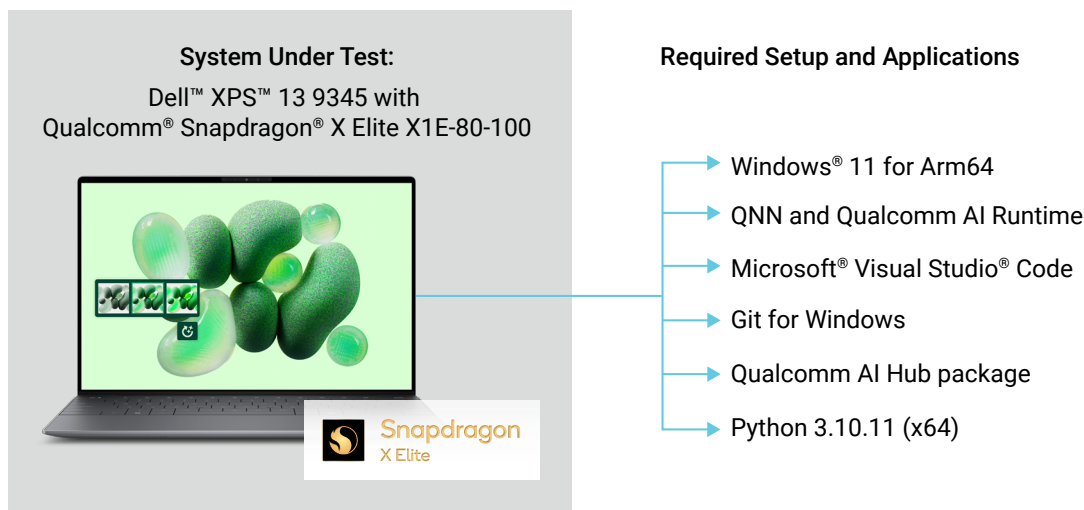 System Under Test:
Dell™ XPS™ 13 9345 with
Qualcomm® Snapdragon® X Elite X1E-80-100
Snapdragon
X Elite
Required Setup and Applications
Windows® 11 for Arm64
QNN and Qualcomm AI Runtime
Microsoft® Visual Studio® Code
Git for Windows
Qualcomm AI Hub package
Python 3.10.11 (x64)